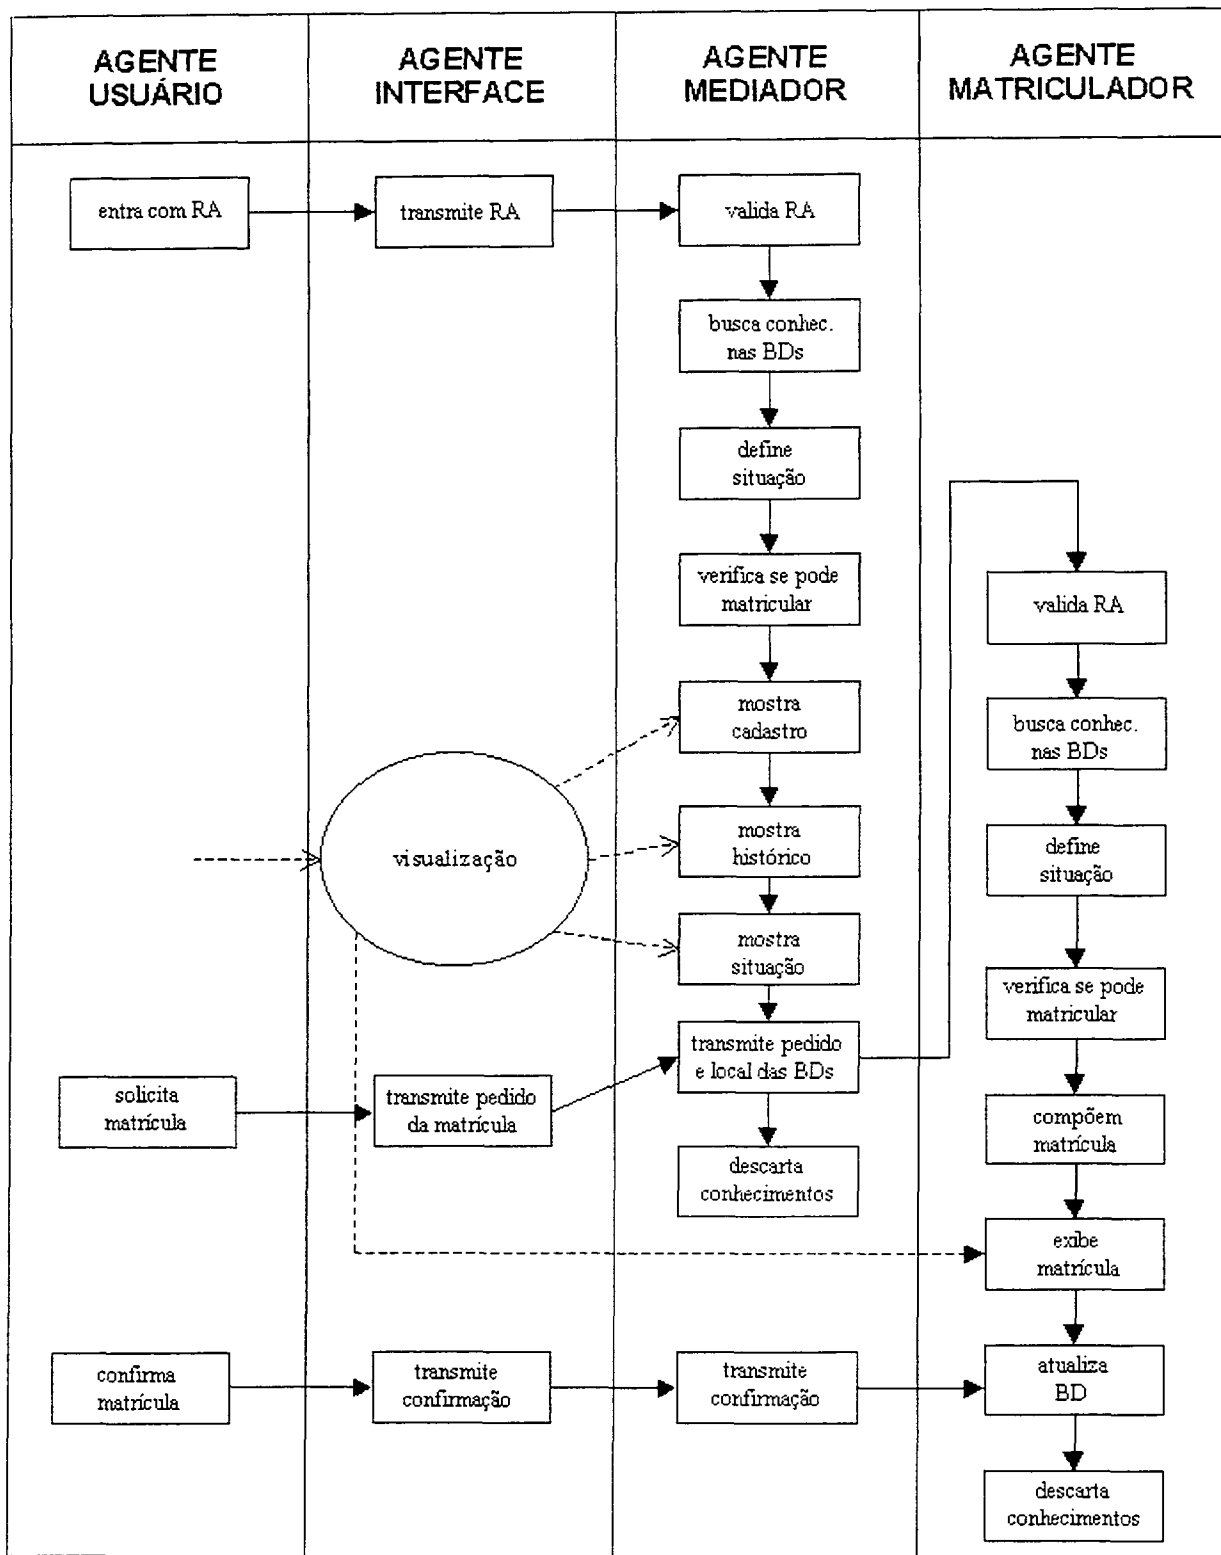 AGENTE
USUÁRIO
AGENTE
INTERFACE
AGENTE
MEDIADOR
AGENTE
MATRICULADOR
entra com RA
transmite RA
valida RA
busca conhec.
nas BDs
define
situação
verifica se pode
matricular
valida RA
mostra
cadastro
busca conhec.
nas BDs
visualização
mostra
histórico
define
situação
mostra
situação
verifica se pode
matricular
transmite pedido
e local das BDs
solicita
matrícula
transmite pedido
da matrícula
compõem
matrícula
descarta
conhecimentos
exibe
matrícula
confirma
matrícula
transmite
confirmação
transmite
confirmação
atualiza
BD
descarta
conhecimentos